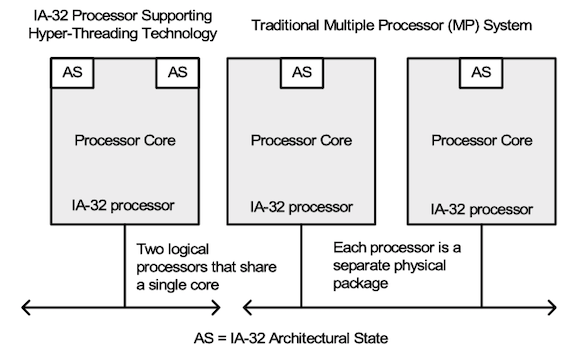 IA-32 Processor Supporting
Hyper-Threading Technology
Traditional Multiple Processor (MP) System
AS
AS
Processor Core
IA-32 processor
AS
Processor Core
IA-32 processor
AS
Processor Core
IA-32 processor
Two logical
processors that share
a single core
Each processor is a
separate physical
package
AS = IA-32 Architectural State